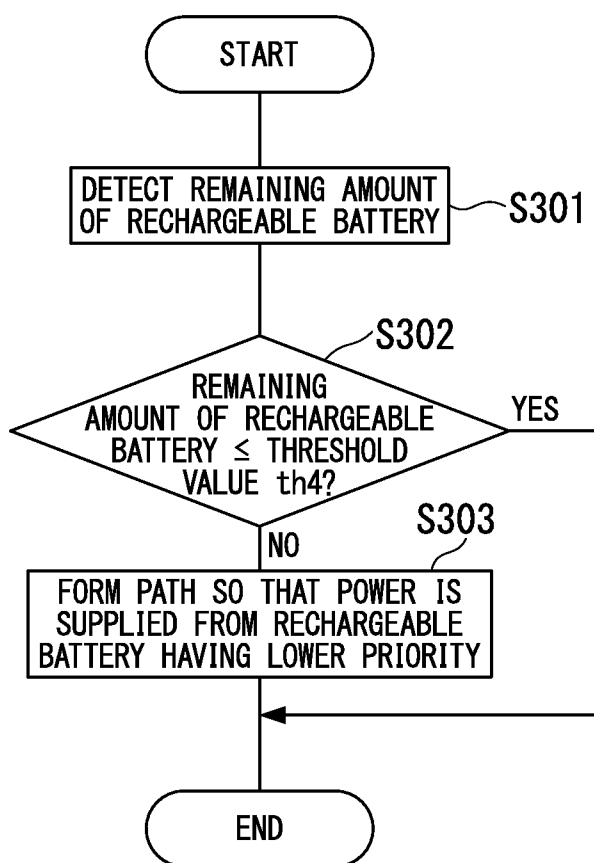 START
DETECT REMAINING AMOUNT
OF RECHARGEABLE BATTERY
S301
S302
REMAINING
AMOUNT OF RECHARGEABLE
BATTERY ≤ THRESHOLD
VALUE th4?
YES
NO
S303
FORM PATH SO THAT POWER IS
SUPPLIED FROM RECHARGEABLE
BATTERY HAVING LOWER PRIORITY
END